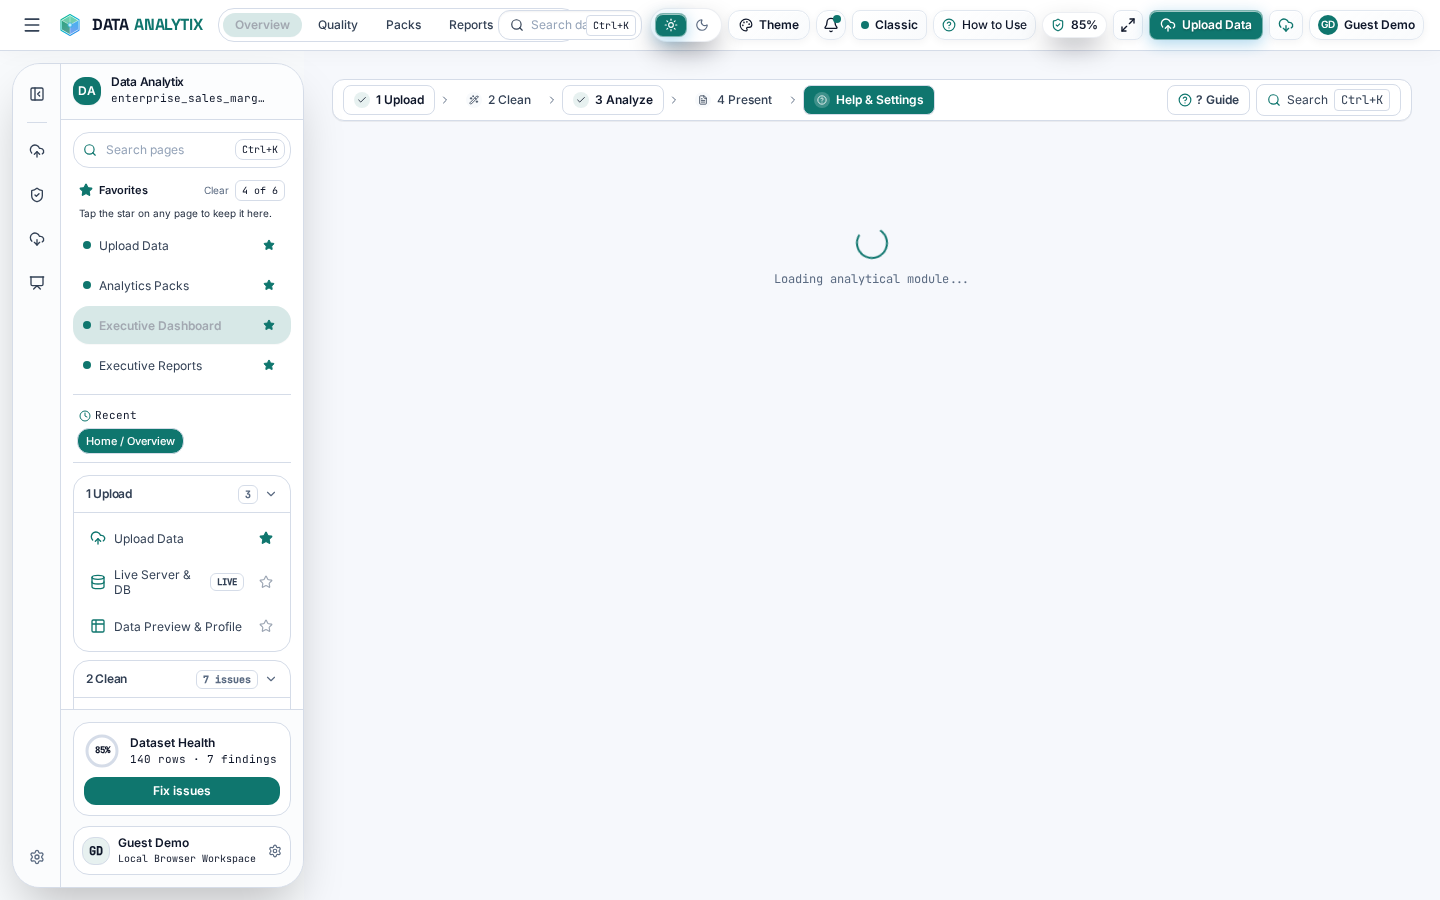 DATA ANALYTIX
Overview
Quality
Packs
Reports
Search da
Ctrl+K
Theme
Classic
How to Use
85%
Upload Data
GD
Guest Demo
DA
Data Analytix
enterprise_sales_marg…
Search pages
Ctrl+K
Favorites
Clear
4 of 6
Tap the star on any page to keep it here.
Upload Data
Analytics Packs
Executive Dashboard
Executive Reports
Recent
Home / Overview
1 Upload
3
Upload Data
Live Server &
DB
LIVE
Data Preview & Profile
2 Clean
7 issues
85%
Dataset Health
140 rows · 7 findings
Fix issues
GD
Guest Demo
Local Browser Workspace
1 Upload
2 Clean
3 Analyze
4 Present
Help & Settings
? Guide
Search
Ctrl+K
Loading analytical module...